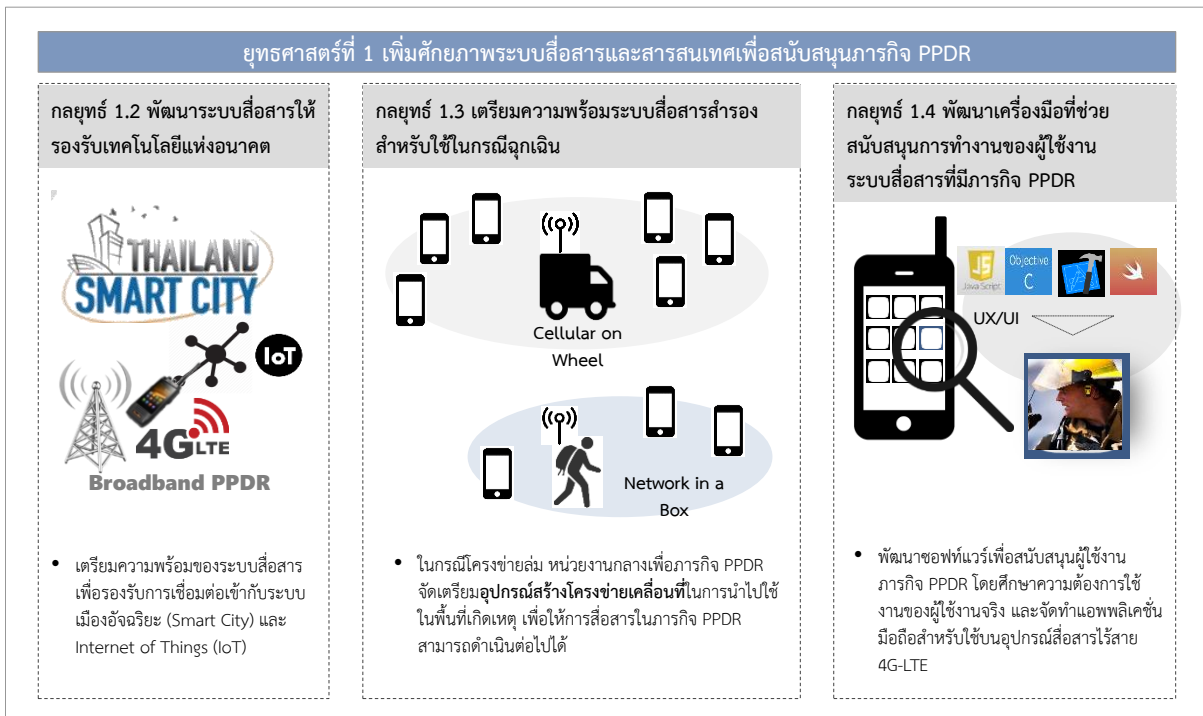 ยุทธศาสตร์ที่ 1 เพิ่มศักยภาพระบบสื่อสารและสารสนเทศเพื่อสนับสนุนภารกิจ PPDR
กลยุทธ์ 1.2 พัฒนาระบบสื่อสารให้
รองรับเทคโนโลยีแห่งอนาคต
THAILAND
SMART CITY
IoT
4G LTE
Broadband PPDR
• เตรียมความพร้อมของระบบสื่อสาร
เพื่อรองรับการเชื่อมต่อเข้ากับระบบ
เมืองอัจฉริยะ (Smart City) และ
Internet of Things (IoT)
กลยุทธ์ 1.3 เตรียมความพร้อมระบบสื่อสารสำรอง
สำหรับใช้ในกรณีฉุกเฉิน
Cellular on
Wheel
Network in a
Box
• ในกรณีโครงข่ายล่ม หน่วยงานกลางเพื่อภารกิจ PPDR
จัดเตรียมอุปกรณ์สร้างโครงข่ายเคลื่อนที่ในการนำไปใช้
ในพื้นที่เกิดเหตุ เพื่อให้การสื่อสารในภารกิจ PPDR
สามารถดำเนินต่อไปได้
กลยุทธ์ 1.4 พัฒนาเครื่องมือที่ช่วย
สนับสนุนการทำงานของผู้ใช้งาน
ระบบสื่อสารที่มีภารกิจ PPDR
JS
Java Script
Objective
C
UX/UI
• พัฒนาซอฟท์แวร์เพื่อสนับสนุนผู้ใช้งาน
ภารกิจ PPDR โดยศึกษาความต้องการใช้
งานของผู้ใช้งานจริง และจัดทำแอพพลิเคชั่น
มือถือสำหรับใช้บนอุปกรณ์สื่อสารไร้สาย
4G-LTE